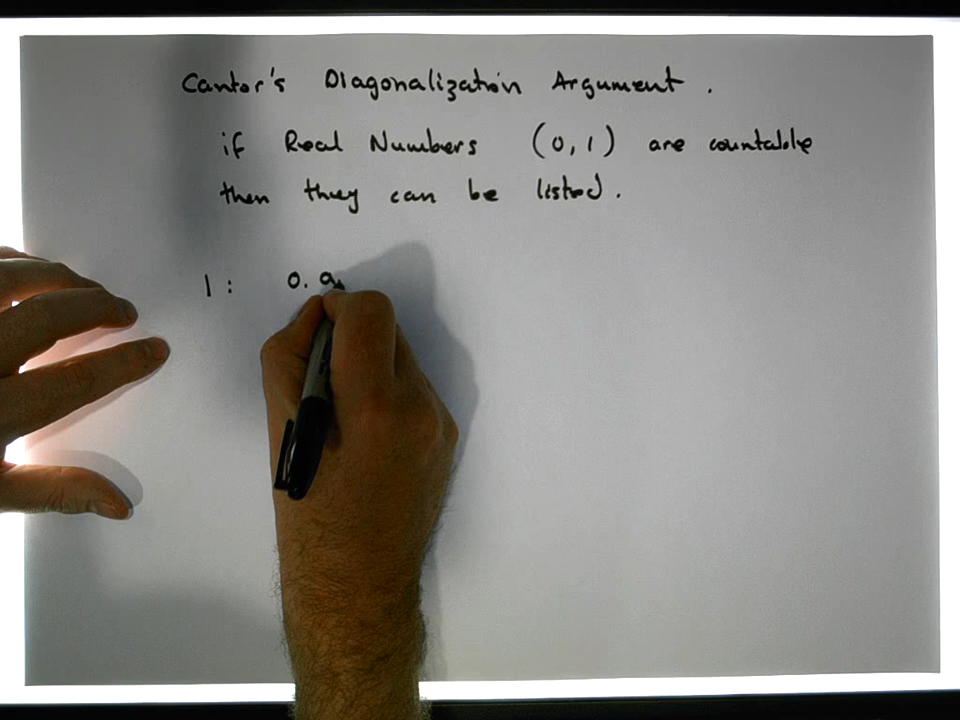 Cantor's Diagonalization Argument.
if Real Numbers (0,1) are countable
then they can be listed.
1: 0. a